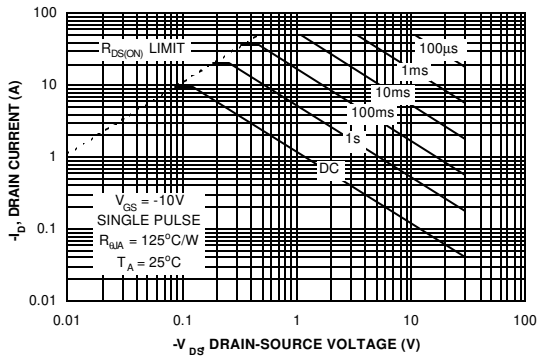 100
R_DS(ON) LIMIT
100µs
1ms
10
10ms
100ms
1s
1
DC
V_GS = -10V
SINGLE PULSE
R_θJA = 125°C/W
T_A = 25°C
0.1
0.01
0.01
0.1
1
10
100
-I_D, DRAIN CURRENT (A)
-V_DS, DRAIN-SOURCE VOLTAGE (V)